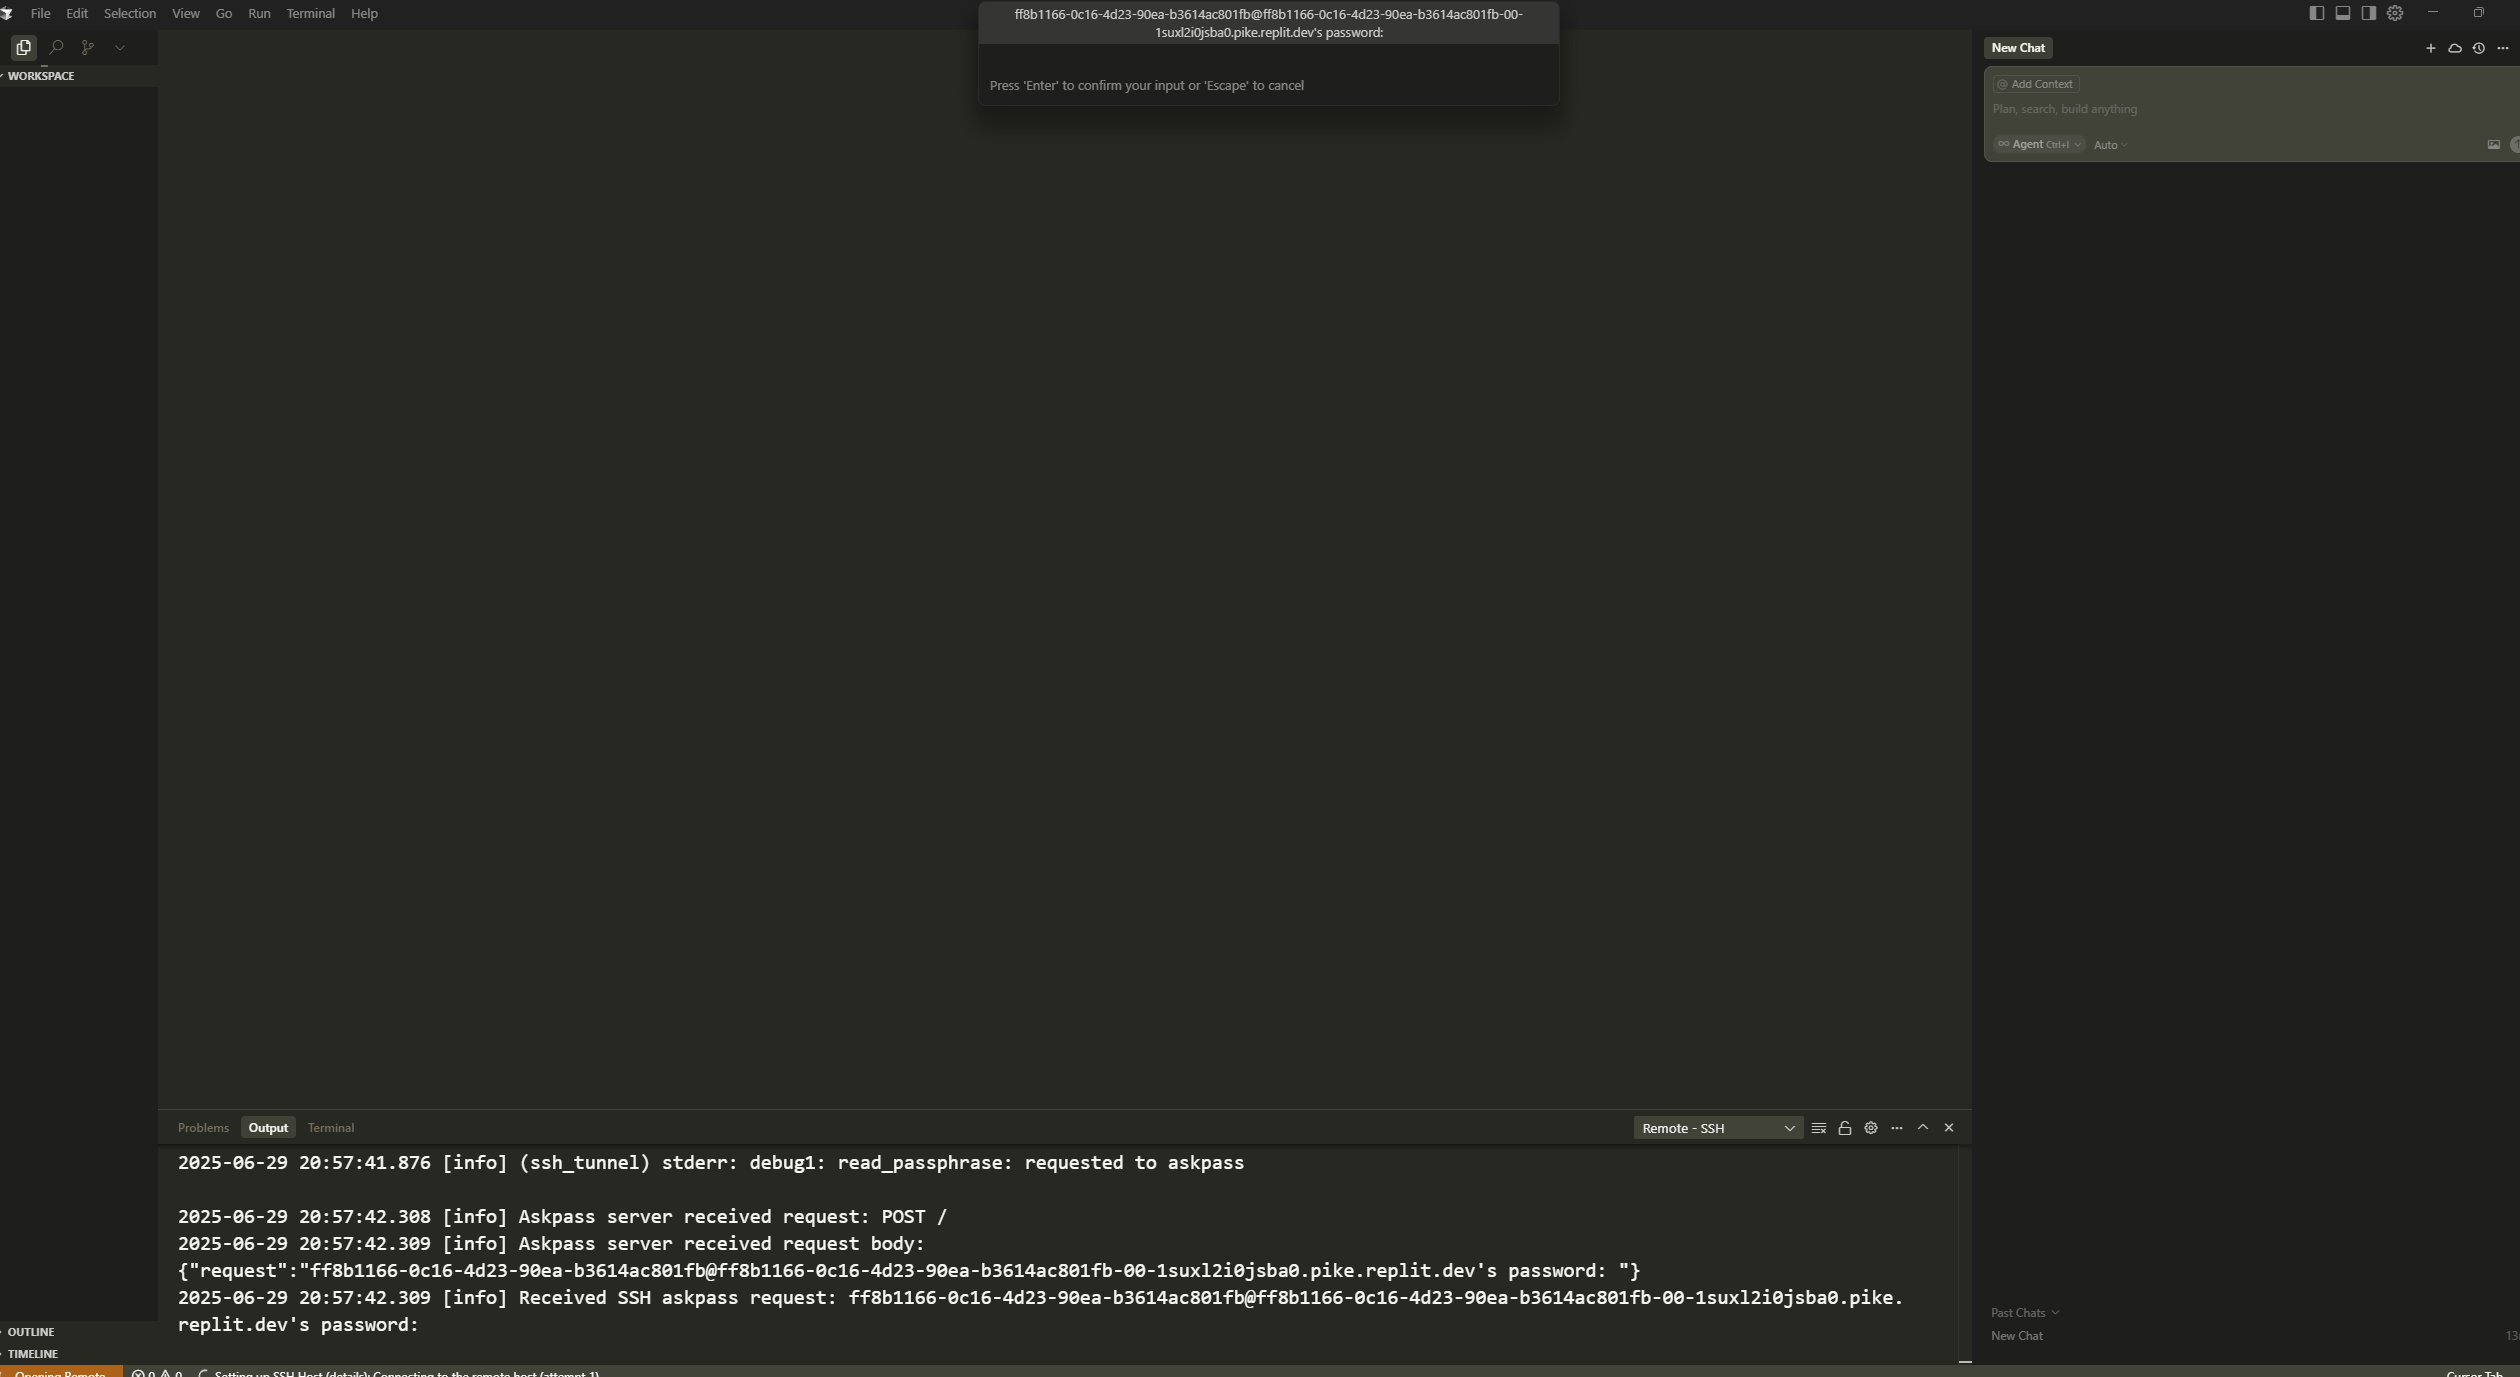 File Edit Selection View Go Run Terminal Help
ff8b1166-0c16-4d23-90ea-b3614ac801fb@ff8b1166-0c16-4d23-90ea-b3614ac801fb-00-
1suxl2i0jsba0.pike.replit.dev's password:
Press 'Enter' to confirm your input or 'Escape' to cancel
WORKSPACE
New Chat
@ Add Context
Plan, search, build anything
Agent Ctrl+I Auto
Problems Output Terminal
Remote - SSH
2025-06-29 20:57:41.876 [info] (ssh_tunnel) stderr: debug1: read_passphrase: requested to askpass
2025-06-29 20:57:42.308 [info] Askpass server received request: POST /
2025-06-29 20:57:42.309 [info] Askpass server received request body:
{"request":"ff8b1166-0c16-4d23-90ea-b3614ac801fb@ff8b1166-0c16-4d23-90ea-b3614ac801fb-00-1suxl2i0jsba0.pike.replit.dev's password: "}
2025-06-29 20:57:42.309 [info] Received SSH askpass request: ff8b1166-0c16-4d23-90ea-b3614ac801fb@ff8b1166-0c16-4d23-90ea-b3614ac801fb-00-1suxl2i0jsba0.pike.
replit.dev's password:
Past Chats
New Chat
OUTLINE
TIMELINE
Opening Remote 0 0 Setting up SSH Host (details): Connecting to the remote host (attempt 1)
Cursor Tab